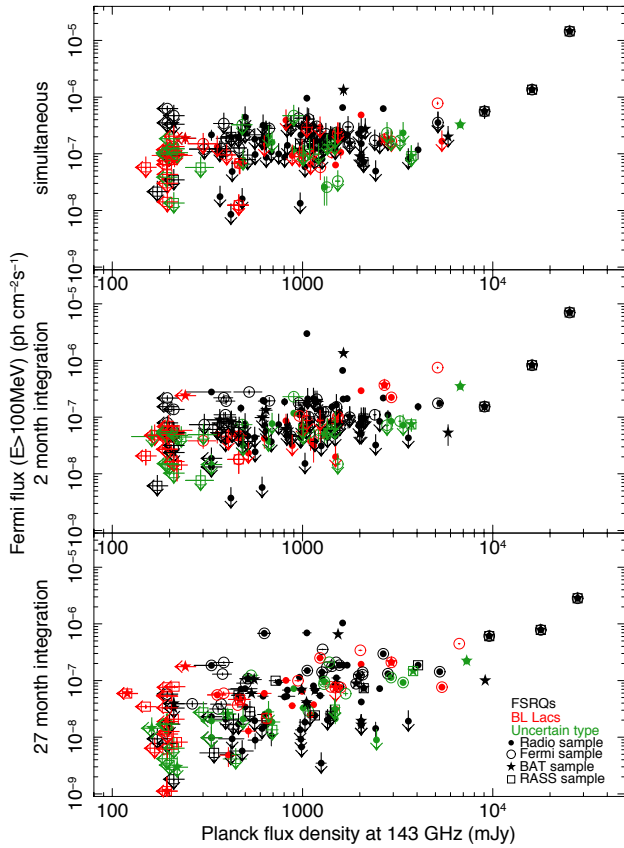 10⁻⁵
10⁻⁶
10⁻⁷
10⁻⁸
10⁻⁹
simultaneous
100
1000
10⁴
10⁻⁵
10⁻⁶
10⁻⁷
10⁻⁸
10⁻⁹
Fermi flux (E>100MeV) (ph cm⁻²s⁻¹)
2 month integration
100
1000
10⁴
10⁻⁵
10⁻⁶
10⁻⁷
10⁻⁸
10⁻⁹
27 month integration
FSRQs
BL Lacs
Uncertain type
Radio sample
Fermi sample
BAT sample
RASS sample
100
1000
10⁴
Planck flux density at 143 GHz (mJy)